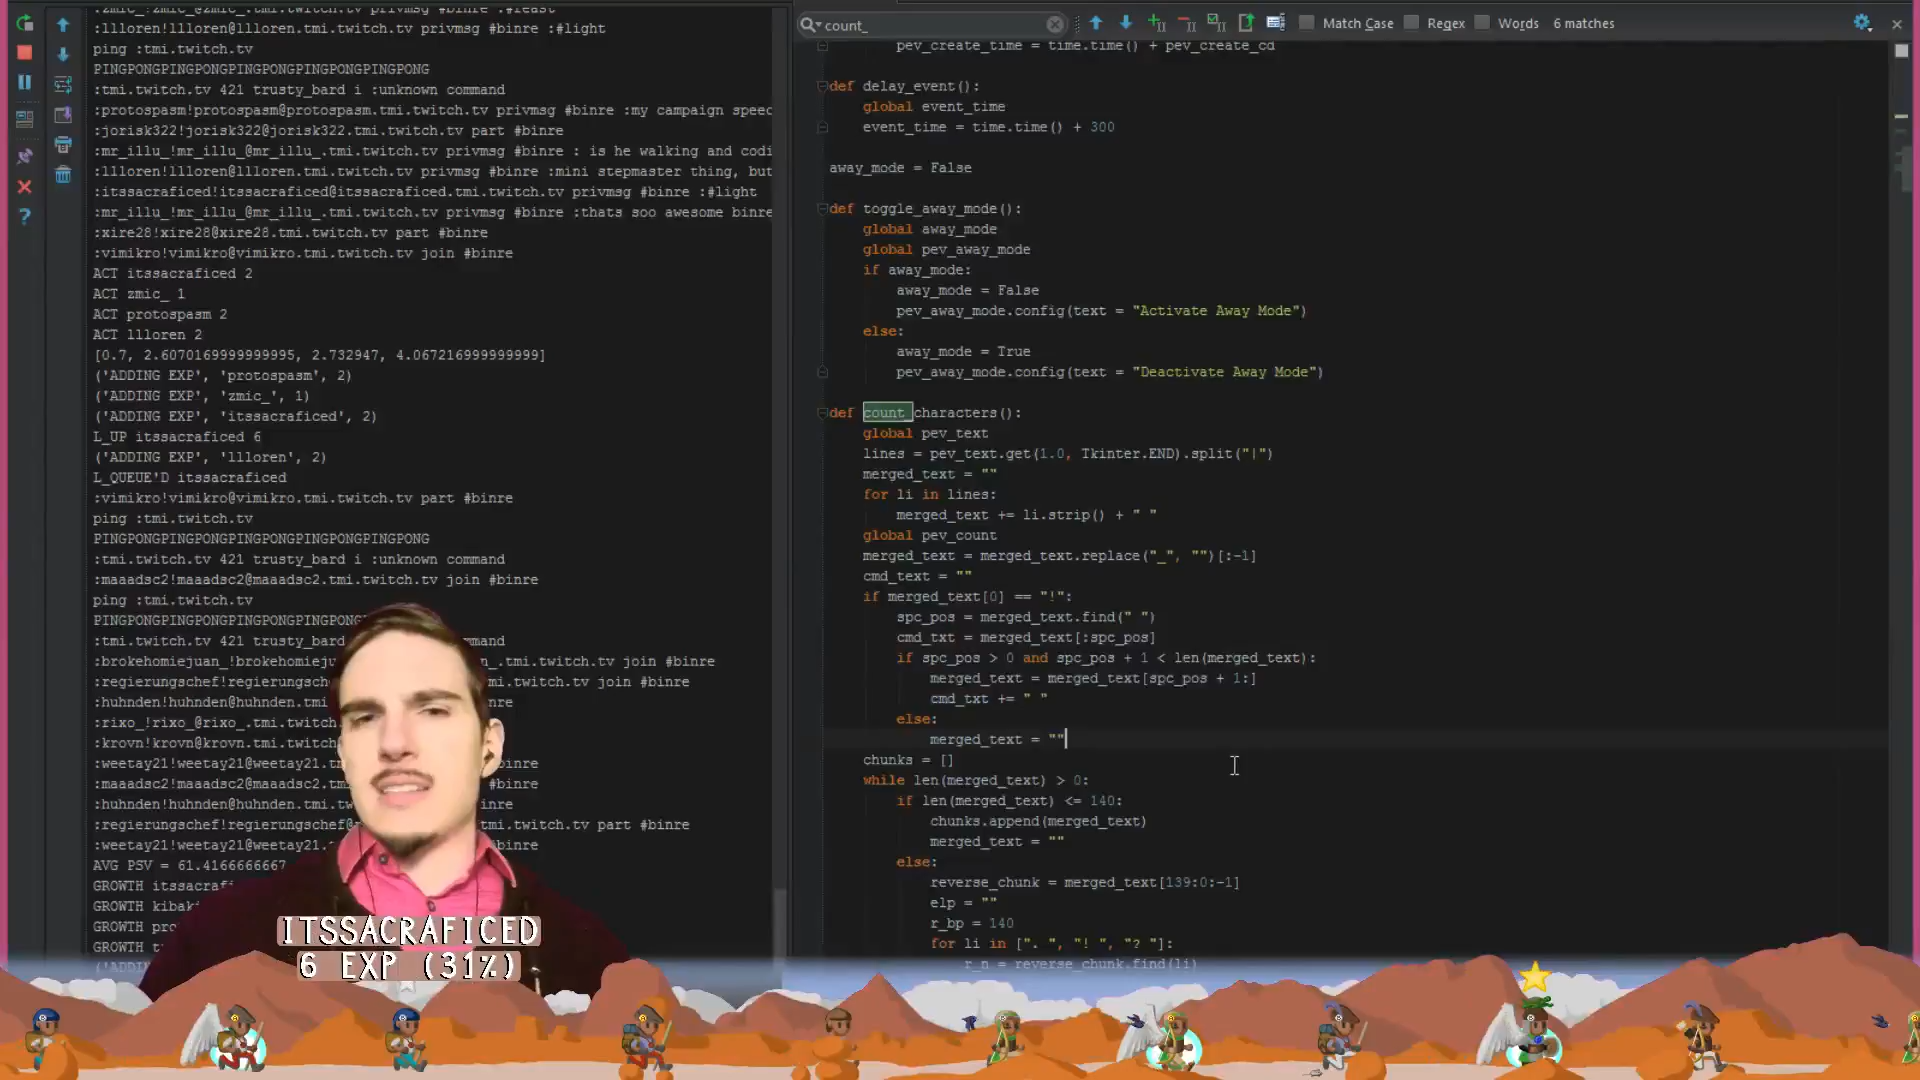 :llloren!llloren@llloren.tmi.twitch.tv privmsg #binre :#light
ping :tmi.twitch.tv
PINGPONGPINGPONGPINGPONGPINGPONGPINGPONG
:tmi.twitch.tv 421 trusty_bard i :unknown command
:protospasm!protospasm@protospasm.tmi.twitch.tv privmsg #binre :my campaign speec
:jorisk322!jorisk322@jorisk322.tmi.twitch.tv part #binre
:mr_illu_!mr_illu_@mr_illu_.tmi.twitch.tv privmsg #binre : is he walking and codi
:llloren!llloren@llloren.tmi.twitch.tv privmsg #binre :mini stepmaster thing, but
:itssacraficed!itssacraficed@itssacraficed.tmi.twitch.tv privmsg #binre :#light
:mr_illu_!mr_illu_@mr_illu_.tmi.twitch.tv privmsg #binre :thats soo awesome binre
:xire28!xire28@xire28.tmi.twitch.tv part #binre
:vimikro!vimikro@vimikro.tmi.twitch.tv join #binre
ACT itssacraficed 2
ACT zmic_ 1
ACT protospasm 2
ACT llloren 2
[0.7, 2.6070169999999995, 2.732947, 4.067216999999999]
('ADDING EXP', 'protospasm', 2)
('ADDING EXP', 'zmic_', 1)
('ADDING EXP', 'itssacraficed', 2)
L_UP itssacraficed 6
('ADDING EXP', 'llloren', 2)
L_QUEUE'D itssacraficed
:vimikro!vimikro@vimikro.tmi.twitch.tv part #binre
ping :tmi.twitch.tv
PINGPONGPINGPONGPINGPONGPINGPONGPINGPONG
:tmi.twitch.tv 421 trusty_bard i :unknown command
:maaadsc2!maaadsc2@maaadsc2.tmi.twitch.tv join #binre
ping :tmi.twitch.tv
PINGPONGPINGPONGPINGPONGPINGPONG
:tmi.twitch.tv 421 trusty_bard command
:brokehomiejuan_!brokehomieju n_.tmi.twitch.tv join #binre
:regierungschef!regierungsch .tmi.twitch.tv join #binre
:huhnden!huhnden@huhnden.tmi. inre
:rixo_!rixo_@rixo_.tmi.twitch
:krovn!krovn@krovn.tmi.twitch
:weetay21!weetay21@weetay21.t inre
:maaadsc2!maaadsc2@maaadsc2.t binre
:huhnden!huhnden@huhnden.tmi. inre
:regierungschef!regierungschef@ tmi.twitch.tv part #binre
:weetay21!weetay21@weetay21. binre
AVG PSV = 61.4166666667
GROWTH itssacraf
GROWTH kibak
GROWTH pro
GROWTH t
ITSSACRAFICED
6 EXP (31%)
count_
Match Case Regex Words 6 matches
pev_create_time = time.time() + pev_create_cd
def delay_event():
global event_time
event_time = time.time() + 300
away_mode = False
def toggle_away_mode():
global away_mode
global pev_away_mode
if away_mode:
away_mode = False
pev_away_mode.config(text = "Activate Away Mode")
else:
away_mode = True
pev_away_mode.config(text = "Deactivate Away Mode")
def count_characters():
global pev_text
lines = pev_text.get(1.0, Tkinter.END).split("|")
merged_text = ""
for li in lines:
merged_text += li.strip() + " "
global pev_count
merged_text = merged_text.replace("_", "")[:-1]
cmd_text = ""
if merged_text[0] == "!":
spc_pos = merged_text.find(" ")
cmd_txt = merged_text[:spc_pos]
if spc_pos > 0 and spc_pos + 1 < len(merged_text):
merged_text = merged_text[spc_pos + 1:]
cmd_txt += " "
else:
merged_text = ""
chunks = []
while len(merged_text) > 0:
if len(merged_text) <= 140:
chunks.append(merged_text)
merged_text = ""
else:
reverse_chunk = merged_text[139:0:-1]
elp = ""
r_bp = 140
for li in [". ", "! ", "? "]:
r_n = reverse_chunk.find(li)